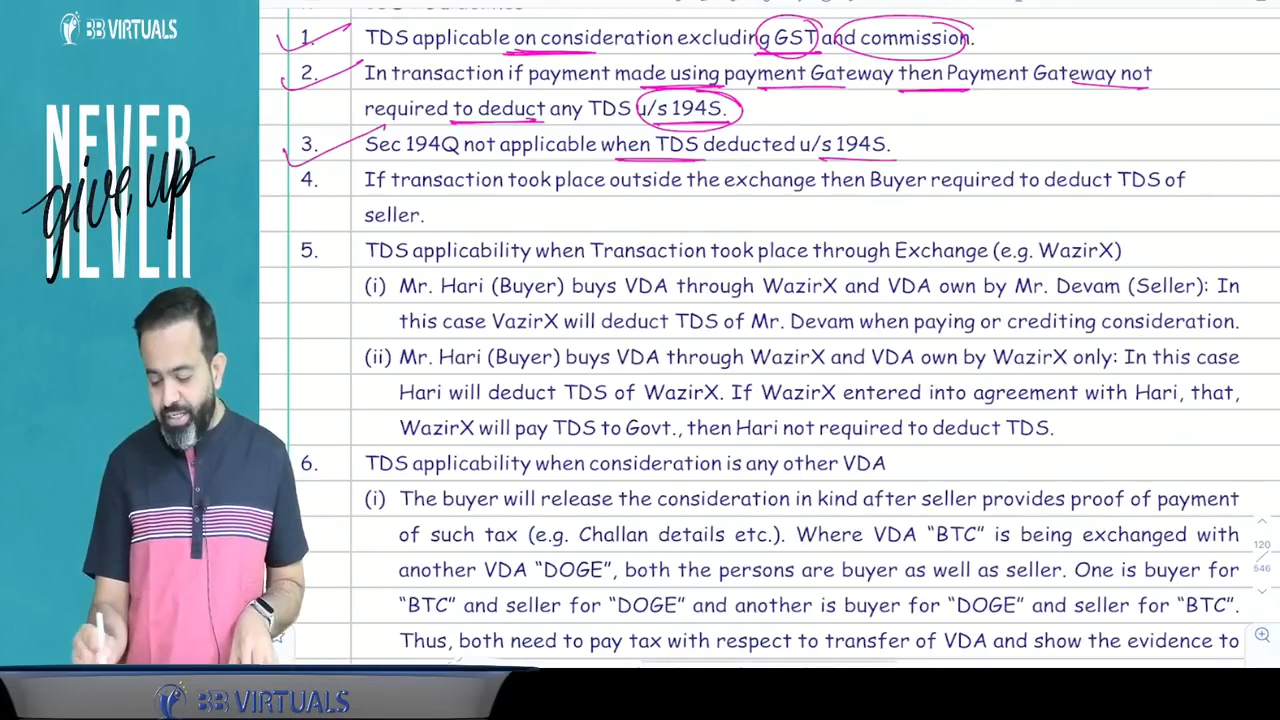 BB VIRTUALS
NEVER
give up
NEVER
1. TDS applicable on consideration excluding GST and commission.
2. In transaction if payment made using payment Gateway then Payment Gateway not
required to deduct any TDS u/s 194S.
3. Sec 194Q not applicable when TDS deducted u/s 194S.
4. If transaction took place outside the exchange then Buyer required to deduct TDS of
seller.
5. TDS applicability when Transaction took place through Exchange (e.g. WazirX)
(i) Mr. Hari (Buyer) buys VDA through WazirX and VDA own by Mr. Devam (Seller): In
this case VazirX will deduct TDS of Mr. Devam when paying or crediting consideration.
(ii) Mr. Hari (Buyer) buys VDA through WazirX and VDA own by WazirX only: In this case
Hari will deduct TDS of WazirX. If WazirX entered into agreement with Hari, that,
WazirX will pay TDS to Govt., then Hari not required to deduct TDS.
6. TDS applicability when consideration is any other VDA
(i) The buyer will release the consideration in kind after seller provides proof of payment
of such tax (e.g. Challan details etc.). Where VDA “BTC” is being exchanged with
another VDA “DOGE”, both the persons are buyer as well as seller. One is buyer for
“BTC” and seller for “DOGE” and another is buyer for “DOGE” and seller for “BTC”.
Thus, both need to pay tax with respect to transfer of VDA and show the evidence to
120
546
BB VIRTUALS